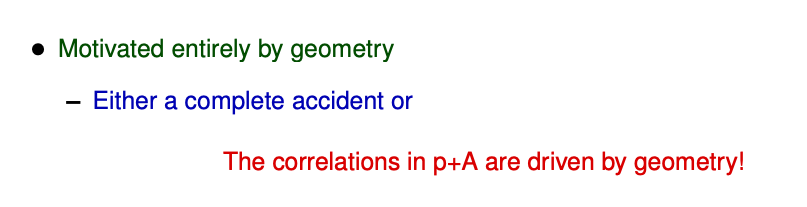 • Motivated entirely by geometry
– Either a complete accident or
The correlations in p+A are driven by geometry!